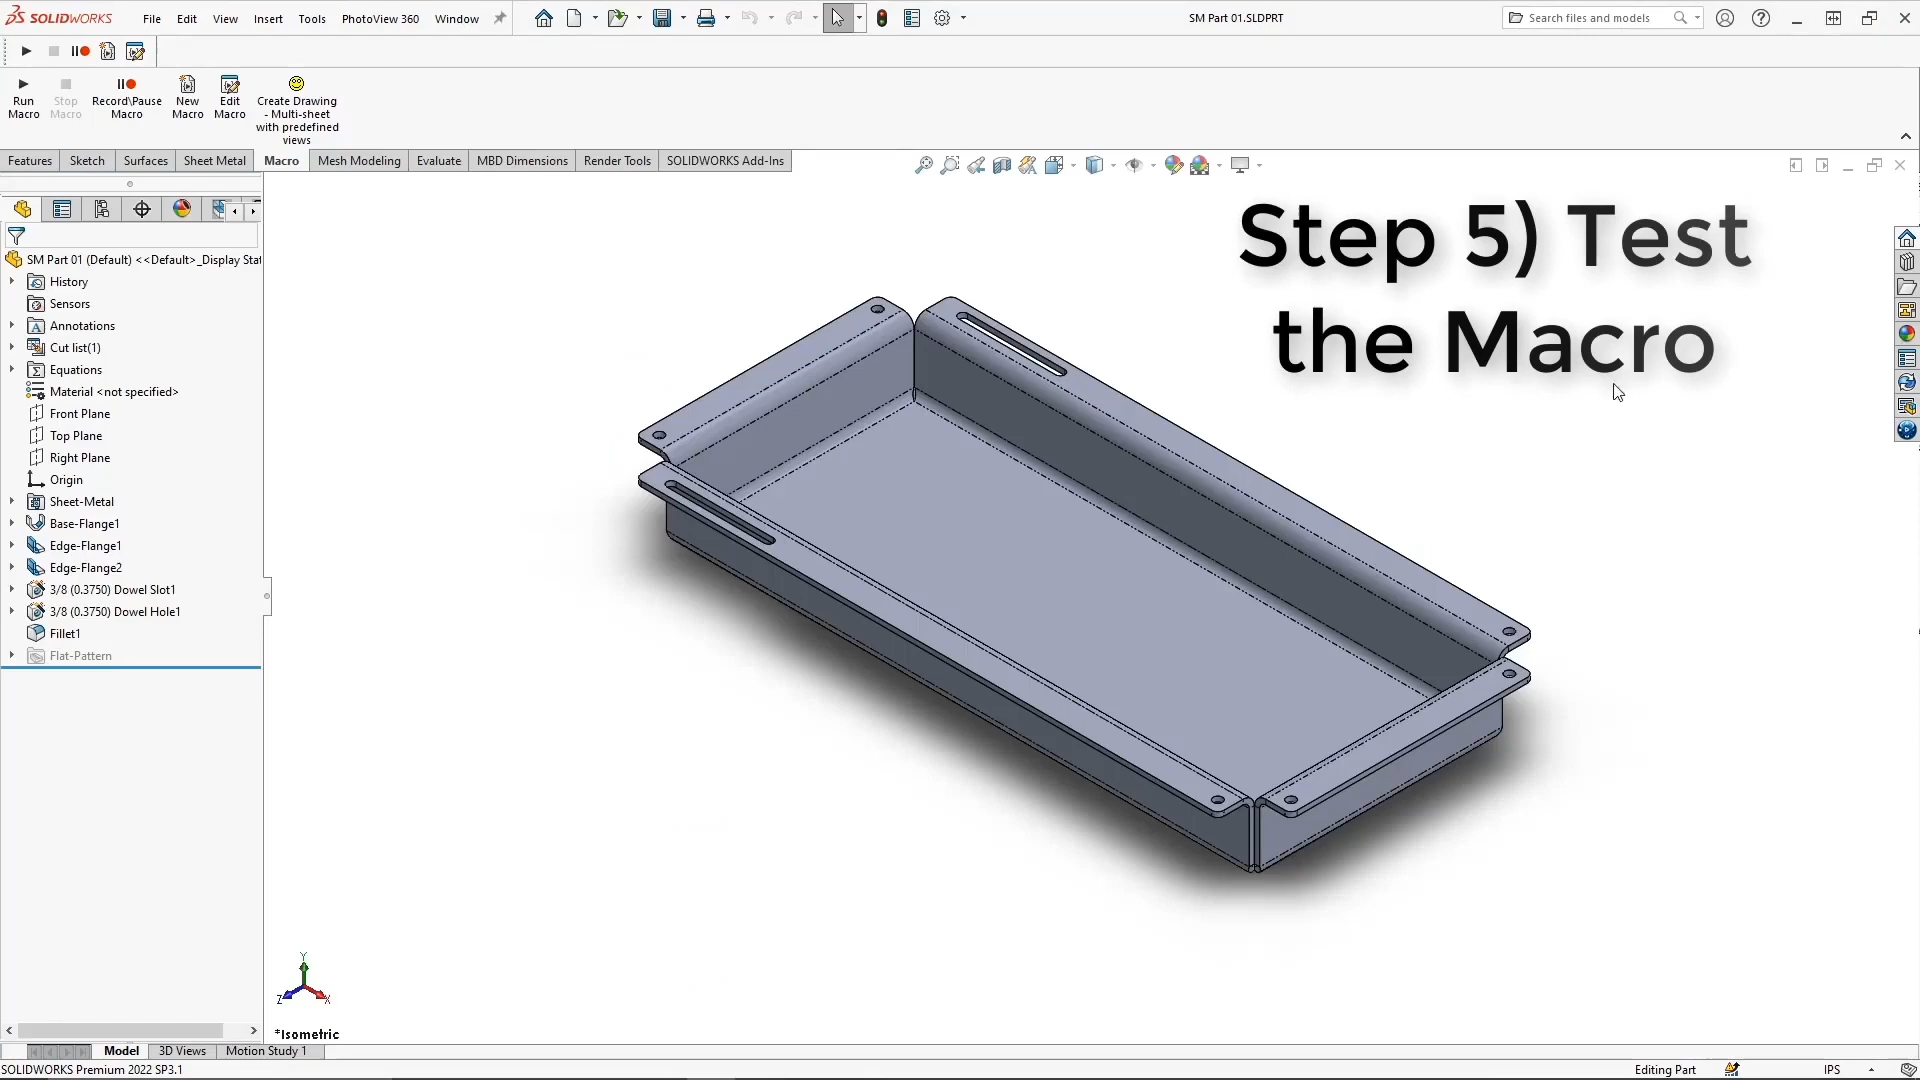 SOLIDWORKS
File
Edit
View
Insert
Tools
PhotoView 360
Window
SM Part 01.SLDPRT
Search files and models
Run
Macro
Stop
Macro
Record\Pause
Macro
New
Macro
Edit
Macro
Create Drawing
- Multi-sheet
with predefined
views
Features
Sketch
Surfaces
Sheet Metal
Macro
Mesh Modeling
Evaluate
MBD Dimensions
Render Tools
SOLIDWORKS Add-Ins
Step 5) Test
the Macro
SM Part 01 (Default) <<Default>_Display Stat
History
Sensors
Annotations
Cut list(1)
Equations
Material <not specified>
Front Plane
Top Plane
Right Plane
Origin
Sheet-Metal
Base-Flange1
Edge-Flange1
Edge-Flange2
3/8 (0.3750) Dowel Slot1
3/8 (0.3750) Dowel Hole1
Fillet1
Flat-Pattern
Y
Z
X
*Isometric
Model
3D Views
Motion Study 1
SOLIDWORKS Premium 2022 SP3.1
Editing Part
IPS